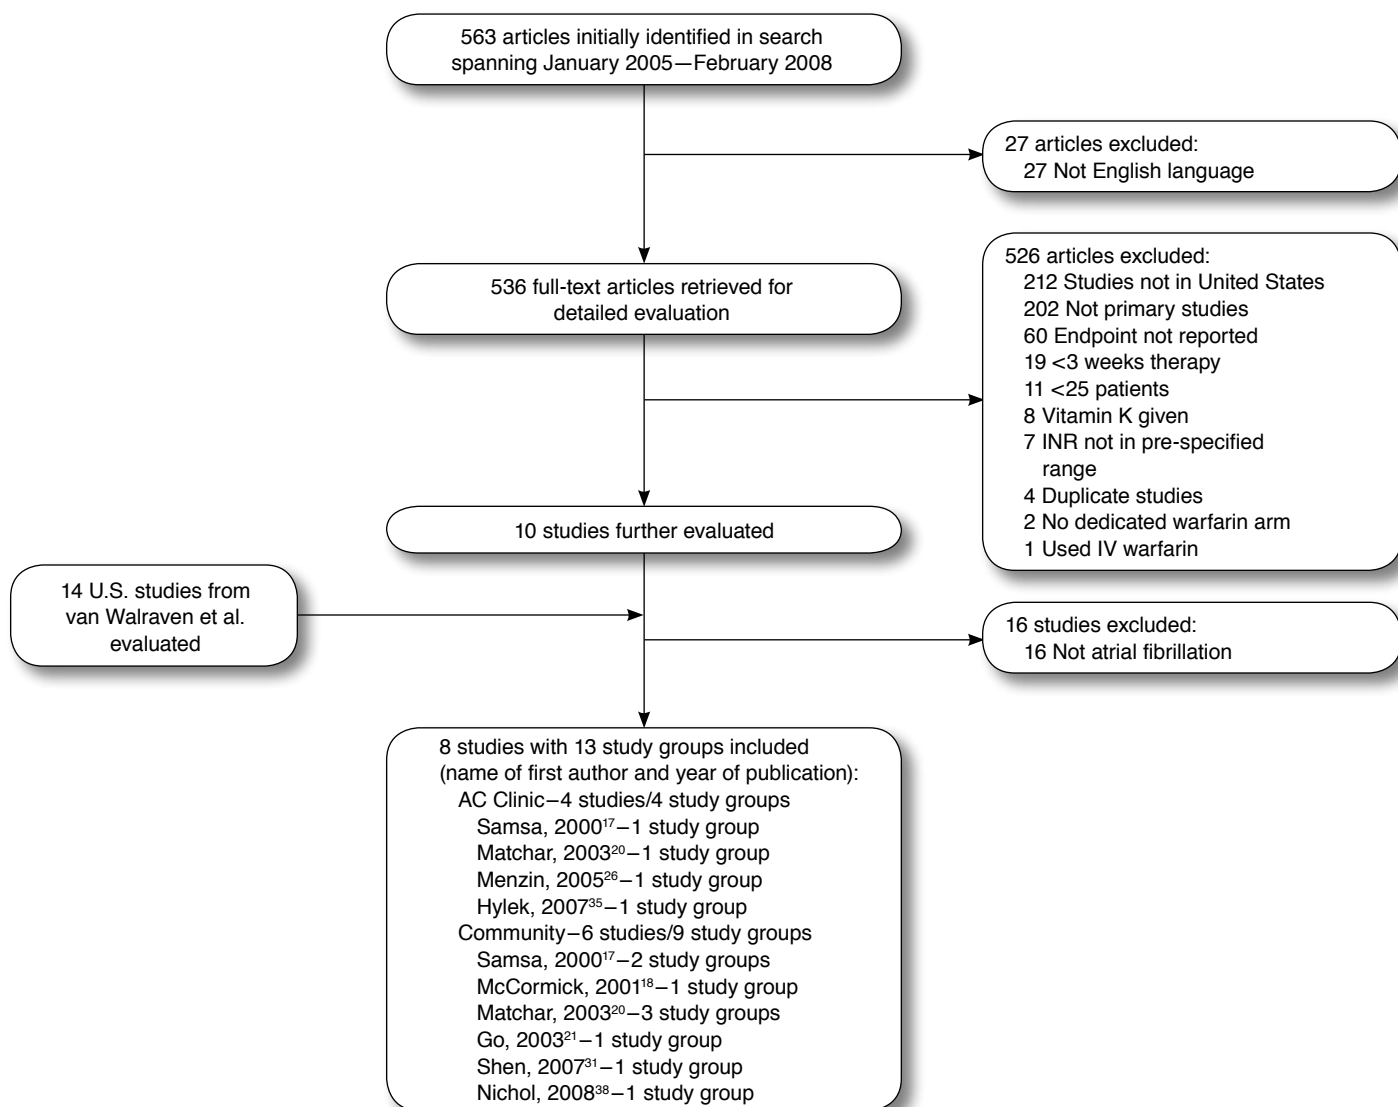 563 articles initially identified in search
spanning January 2005—February 2008
27 articles excluded:
27 Not English language
536 full-text articles retrieved for
detailed evaluation
526 articles excluded:
212 Studies not in United States
202 Not primary studies
60 Endpoint not reported
19 <3 weeks therapy
11 <25 patients
8 Vitamin K given
7 INR not in pre-specified
range
4 Duplicate studies
2 No dedicated warfarin arm
1 Used IV warfarin
10 studies further evaluated
14 U.S. studies from
van Walraven et al.
evaluated
16 studies excluded:
16 Not atrial fibrillation
8 studies with 13 study groups included
(name of first author and year of publication):
AC Clinic–4 studies/4 study groups
Samsa, 2000¹⁷–1 study group
Matchar, 2003²⁰–1 study group
Menzin, 2005²⁶–1 study group
Hylek, 2007³⁵–1 study group
Community–6 studies/9 study groups
Samsa, 2000¹⁷–2 study groups
McCormick, 2001¹⁸–1 study group
Matchar, 2003²⁰–3 study groups
Go, 2003²¹–1 study group
Shen, 2007³¹–1 study group
Nichol, 2008³⁸–1 study group